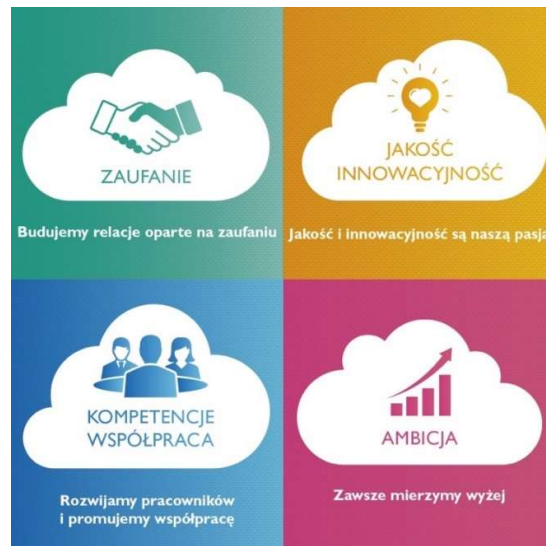 ZAUFANIE
Budujemy relacje oparte na zaufaniu
JAKOŚĆ
INNOWACYJNOŚĆ
Jakość i innowacyjność są naszą pasją
KOMPETENCJE
WSPÓŁPRACA
Rozwijamy pracowników
i promujemy współpracę
AMBICJA
Zawsze mierzymy wyżej